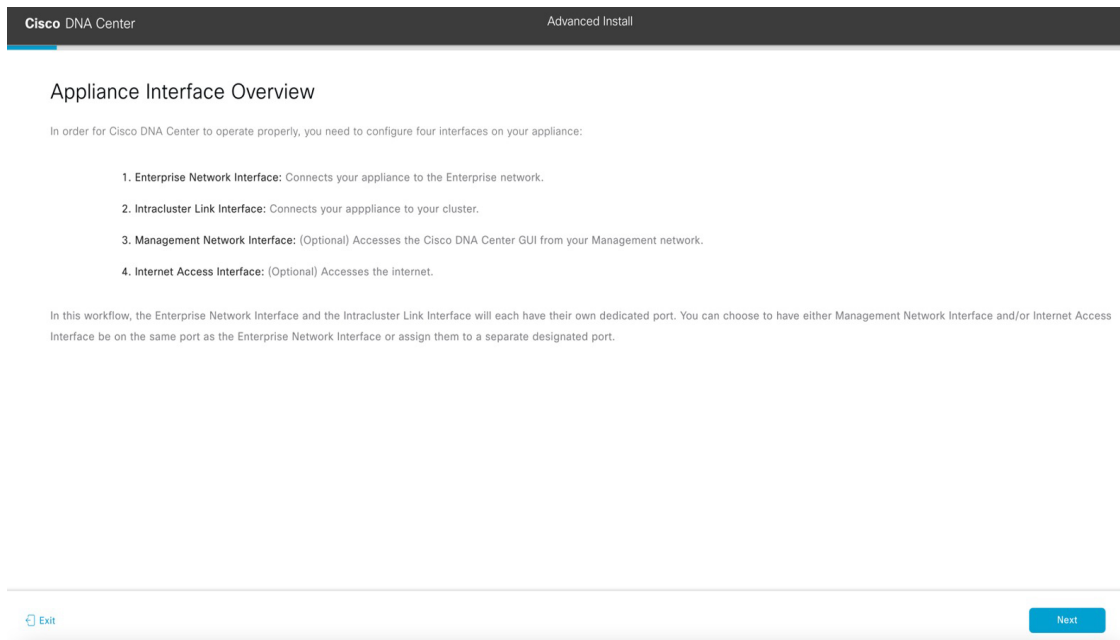 Cisco DNA Center
Advanced Install
Appliance Interface Overview
In order for Cisco DNA Center to operate properly, you need to configure four interfaces on your appliance:
1. Enterprise Network Interface: Connects your appliance to the Enterprise network.
2. Intracluster Link Interface: Connects your apppliance to your cluster.
3. Management Network Interface: (Optional) Accesses the Cisco DNA Center GUI from your Management network.
4. Internet Access Interface: (Optional) Accesses the internet.
In this workflow, the Enterprise Network Interface and the Intracluster Link Interface will each have their own dedicated port. You can choose to have either Management Network Interface and/or Internet Access
Interface be on the same port as the Enterprise Network Interface or assign them to a separate designated port.
Exit
Next